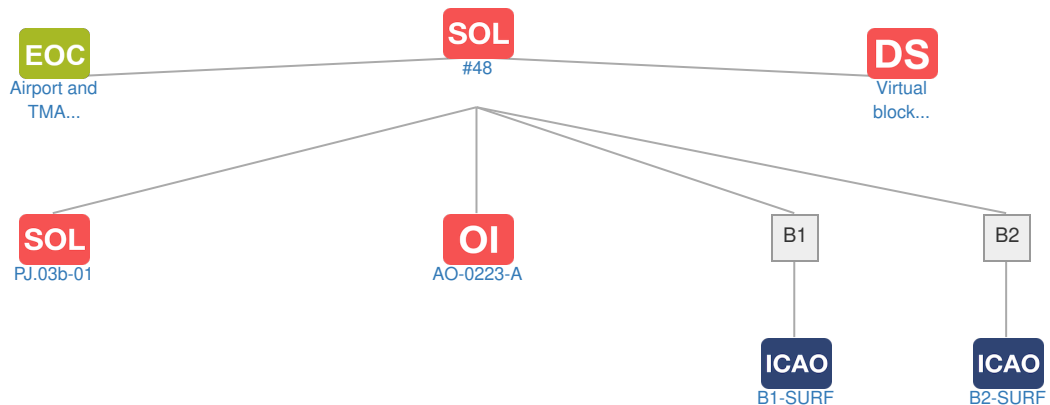 SOL
#48
EOC
Airport and
TMA...
DS
Virtual
block...
SOL
PJ.03b-01
OI
AO-0223-A
B1
B2
ICAO
B1-SURF
ICAO
B2-SURF